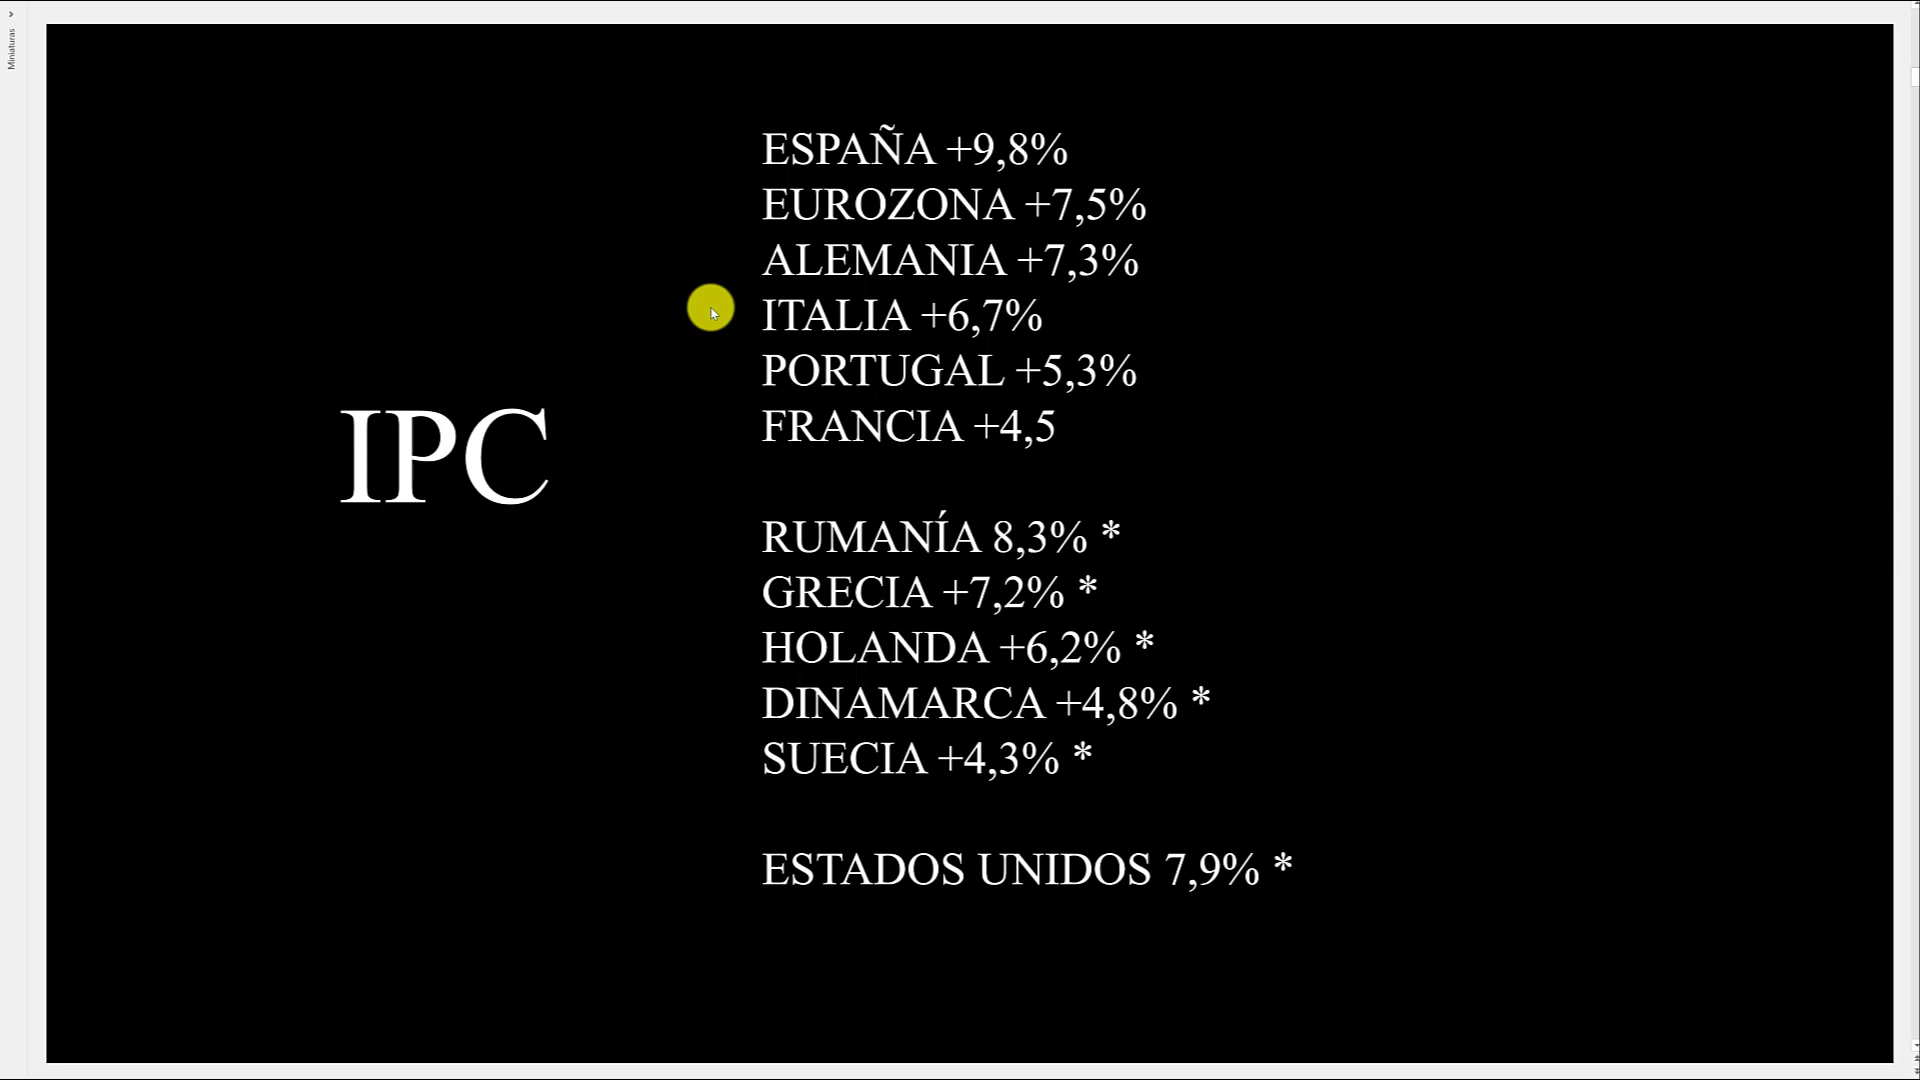 Miniaturas
IPC
ESPAÑA +9,8%
EUROZONA +7,5%
ALEMANIA +7,3%
ITALIA +6,7%
PORTUGAL +5,3%
FRANCIA +4,5
RUMANÍA 8,3% *
GRECIA +7,2% *
HOLANDA +6,2% *
DINAMARCA +4,8% *
SUECIA +4,3% *
ESTADOS UNIDOS 7,9% *